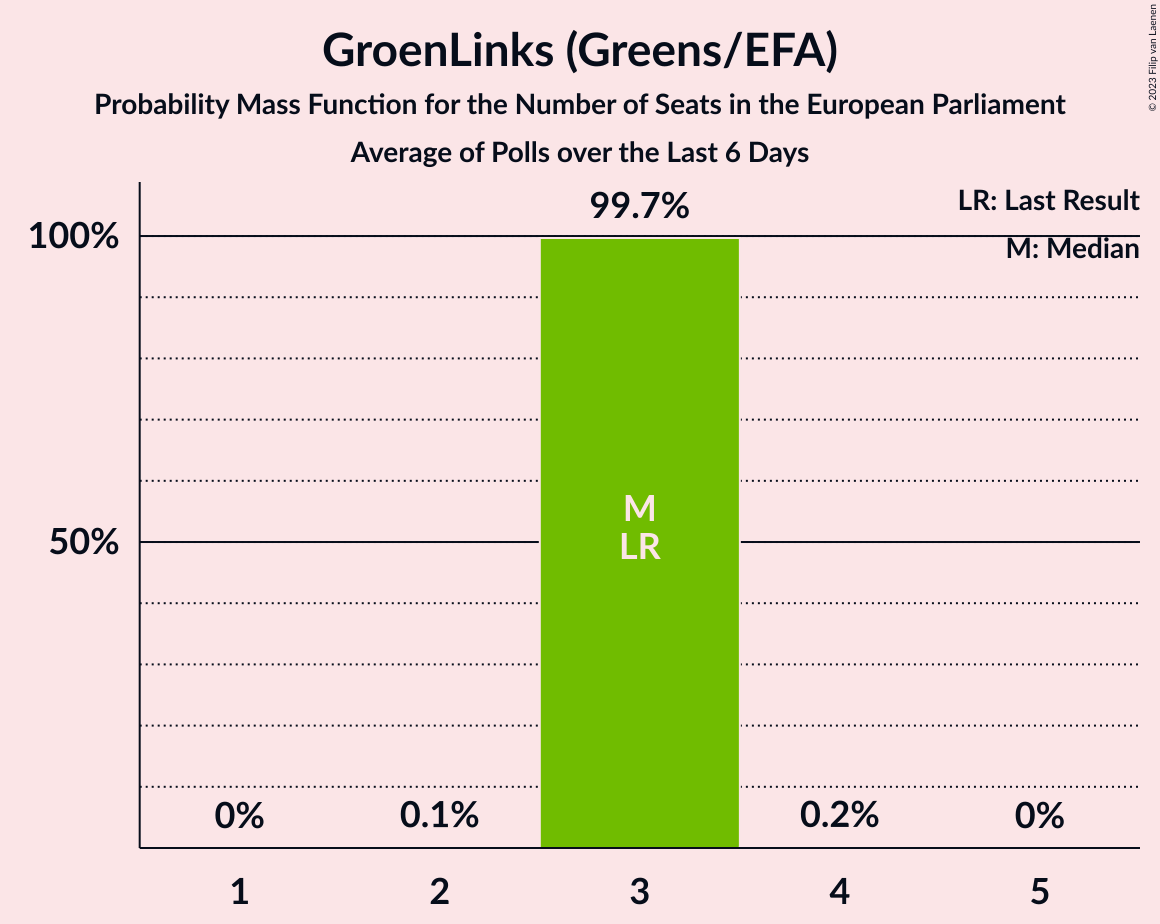 GroenLinks (Greens/EFA)
Probability Mass Function for the Number of Seats in the European Parliament
Average of Polls over the Last 6 Days
© 2023 Filip van Laenen
LR: Last Result
M: Median
99.7%
100%
50%
M
LR
0%
0.1%
0.2%
0%
1
2
3
4
5